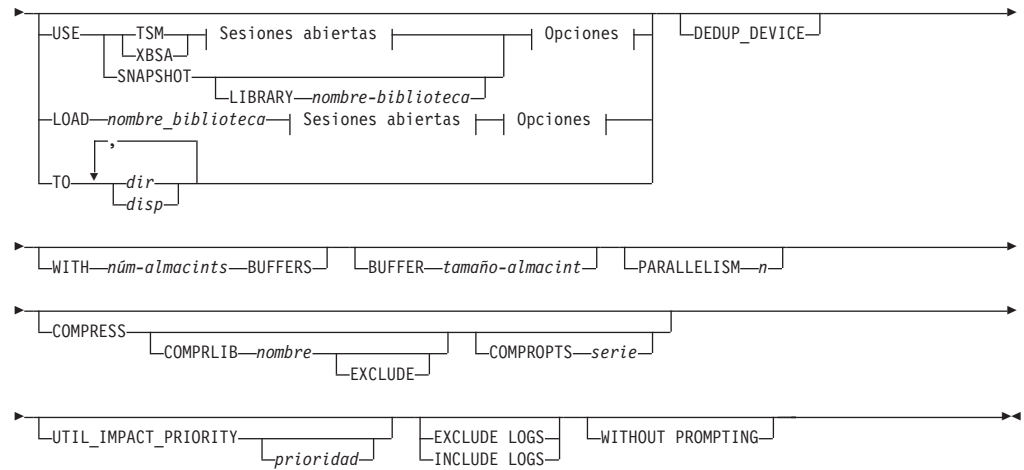 USE TSM Sesiones abiertas Opciones DEDUP_DEVICE
XBSA
SNAPSHOT
LIBRARY nombre-biblioteca
LOAD nombre_biblioteca Sesiones abiertas Opciones
,
TO dir
disp
WITH núm-almacints BUFFERS BUFFER tamaño-almacint PARALLELISM n
COMPRESS
COMPRLIB nombre COMPROPTS serie
EXCLUDE
UTIL_IMPACT_PRIORITY EXCLUDE LOGS WITHOUT PROMPTING
prioridad INCLUDE LOGS